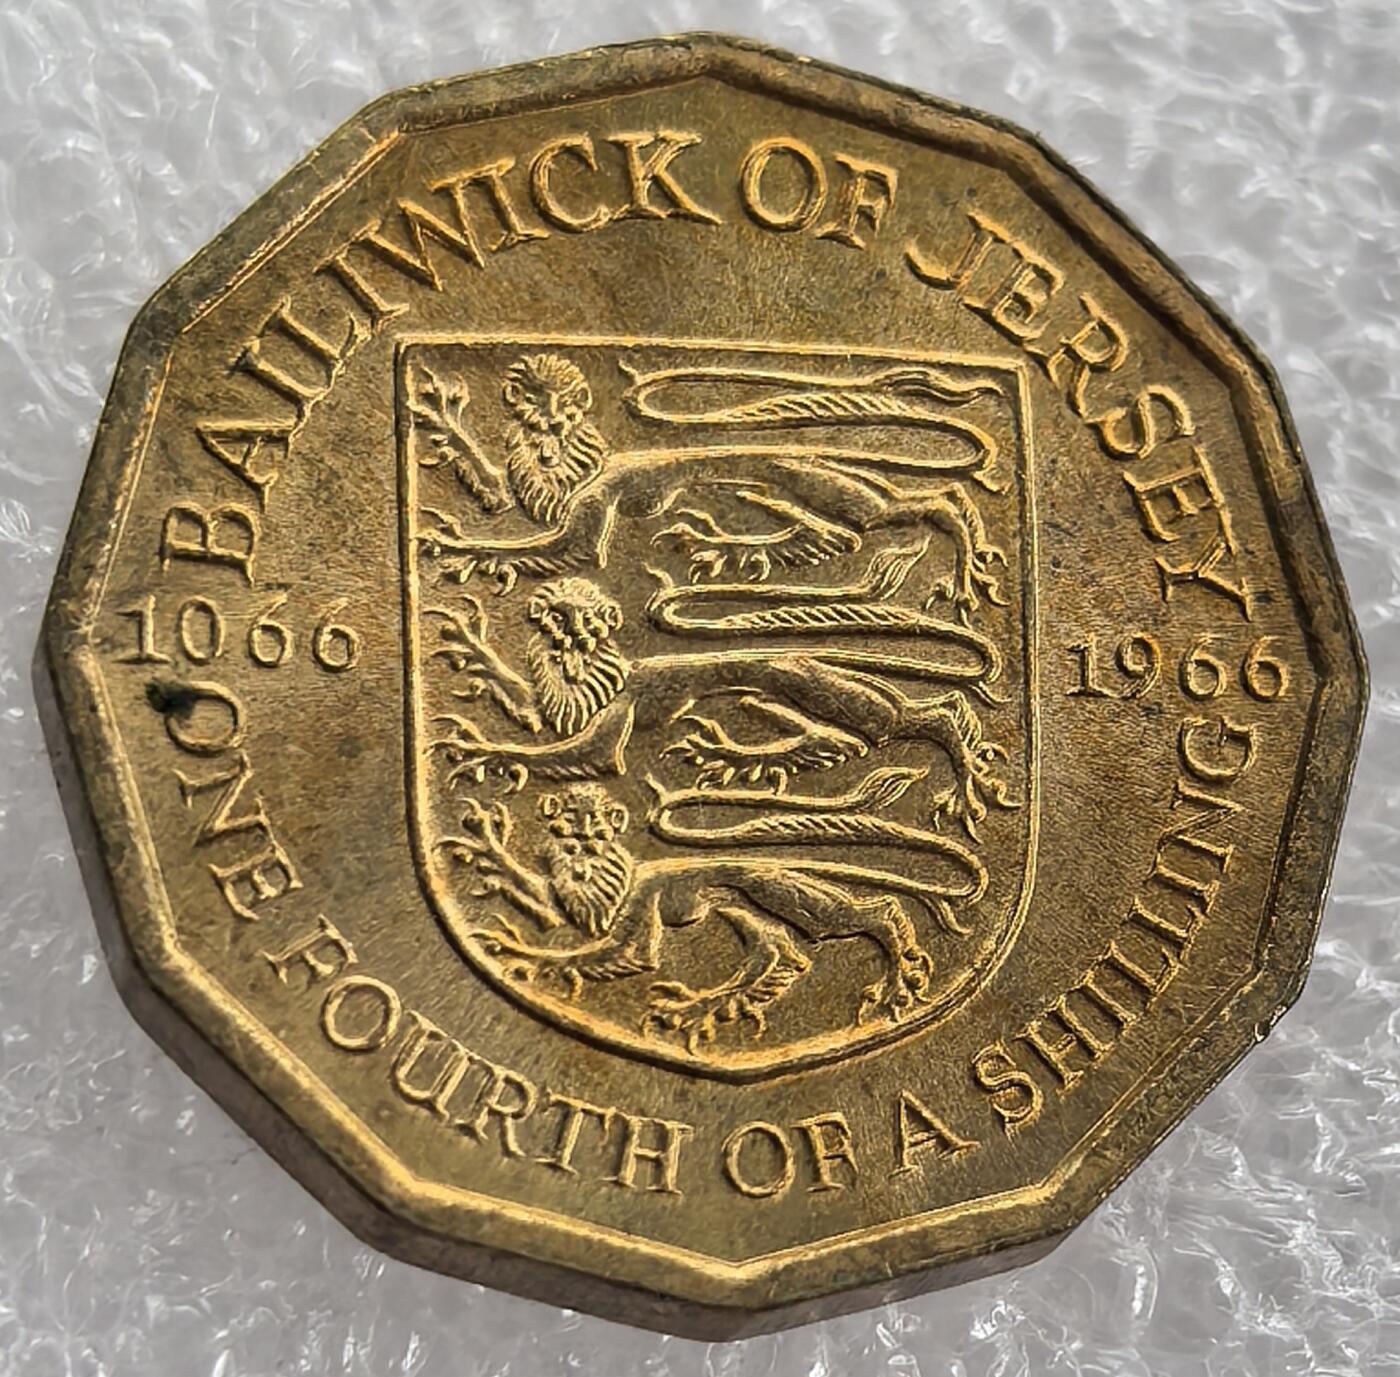 BAILIWICK OF JERSEY
1066 1966
ONE FOURTH OF A SHILLING